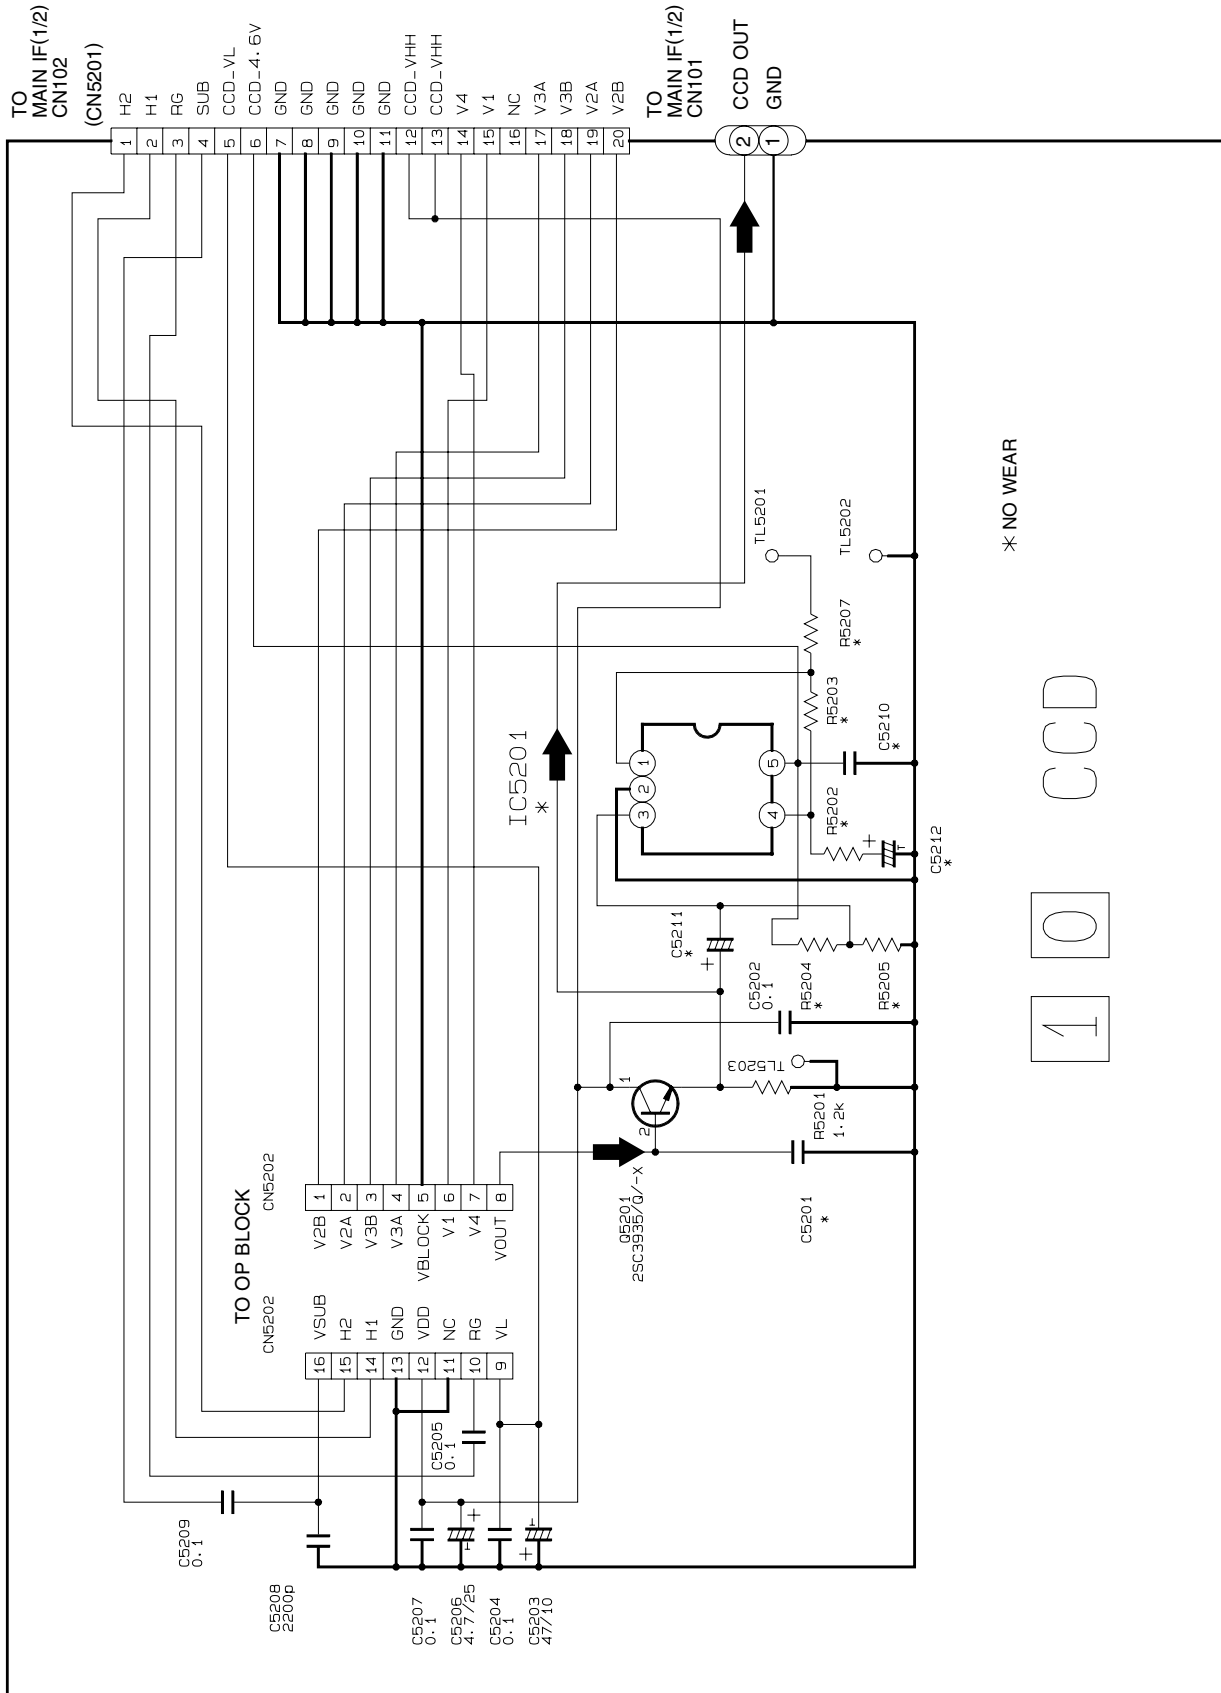 TO
MAIN IF(1/2)
CN102
(CN5201)
1 H2
2 H1
3 RG
4 SUB
5 CCD_VL
6 CCD_4.6V
7 GND
8 GND
9 GND
10 GND
11 GND
12 CCD_VHH
13 CCD_VHH
14 V4
15 V1
16 NC
17 V3A
18 V3B
19 V2A
20 V2B
TO
MAIN IF(1/2)
CN101
2 CCD OUT
1 GND
TO OP BLOCK
CN5202
16 VSUB
15 H2
14 H1
13 GND
12 VDD
11 NC
10 RG
9 VL
CN5202
V2B 1
V2A 2
V3B 3
V3A 4
VBLOCK 5
V1 6
V4 7
VOUT 8
C5209
0.1
C5208
2200p
C5207
0.1
C5206
4.7/25
+
C5204
0.1
C5203
47/10
+
C5205
0.1
Q5201
2SC3935/Q/-X
1
2
C5201
*
R5201
1.2k
TL5203
C5202
0.1
C5211
*
+
R5204
*
R5205
*
IC5201
*
1
2
3
4
5
R5202
*
C5212
*
+
C5210
*
R5203
*
R5207
*
TL5201
TL5202
* NO WEAR
1 0 CCD